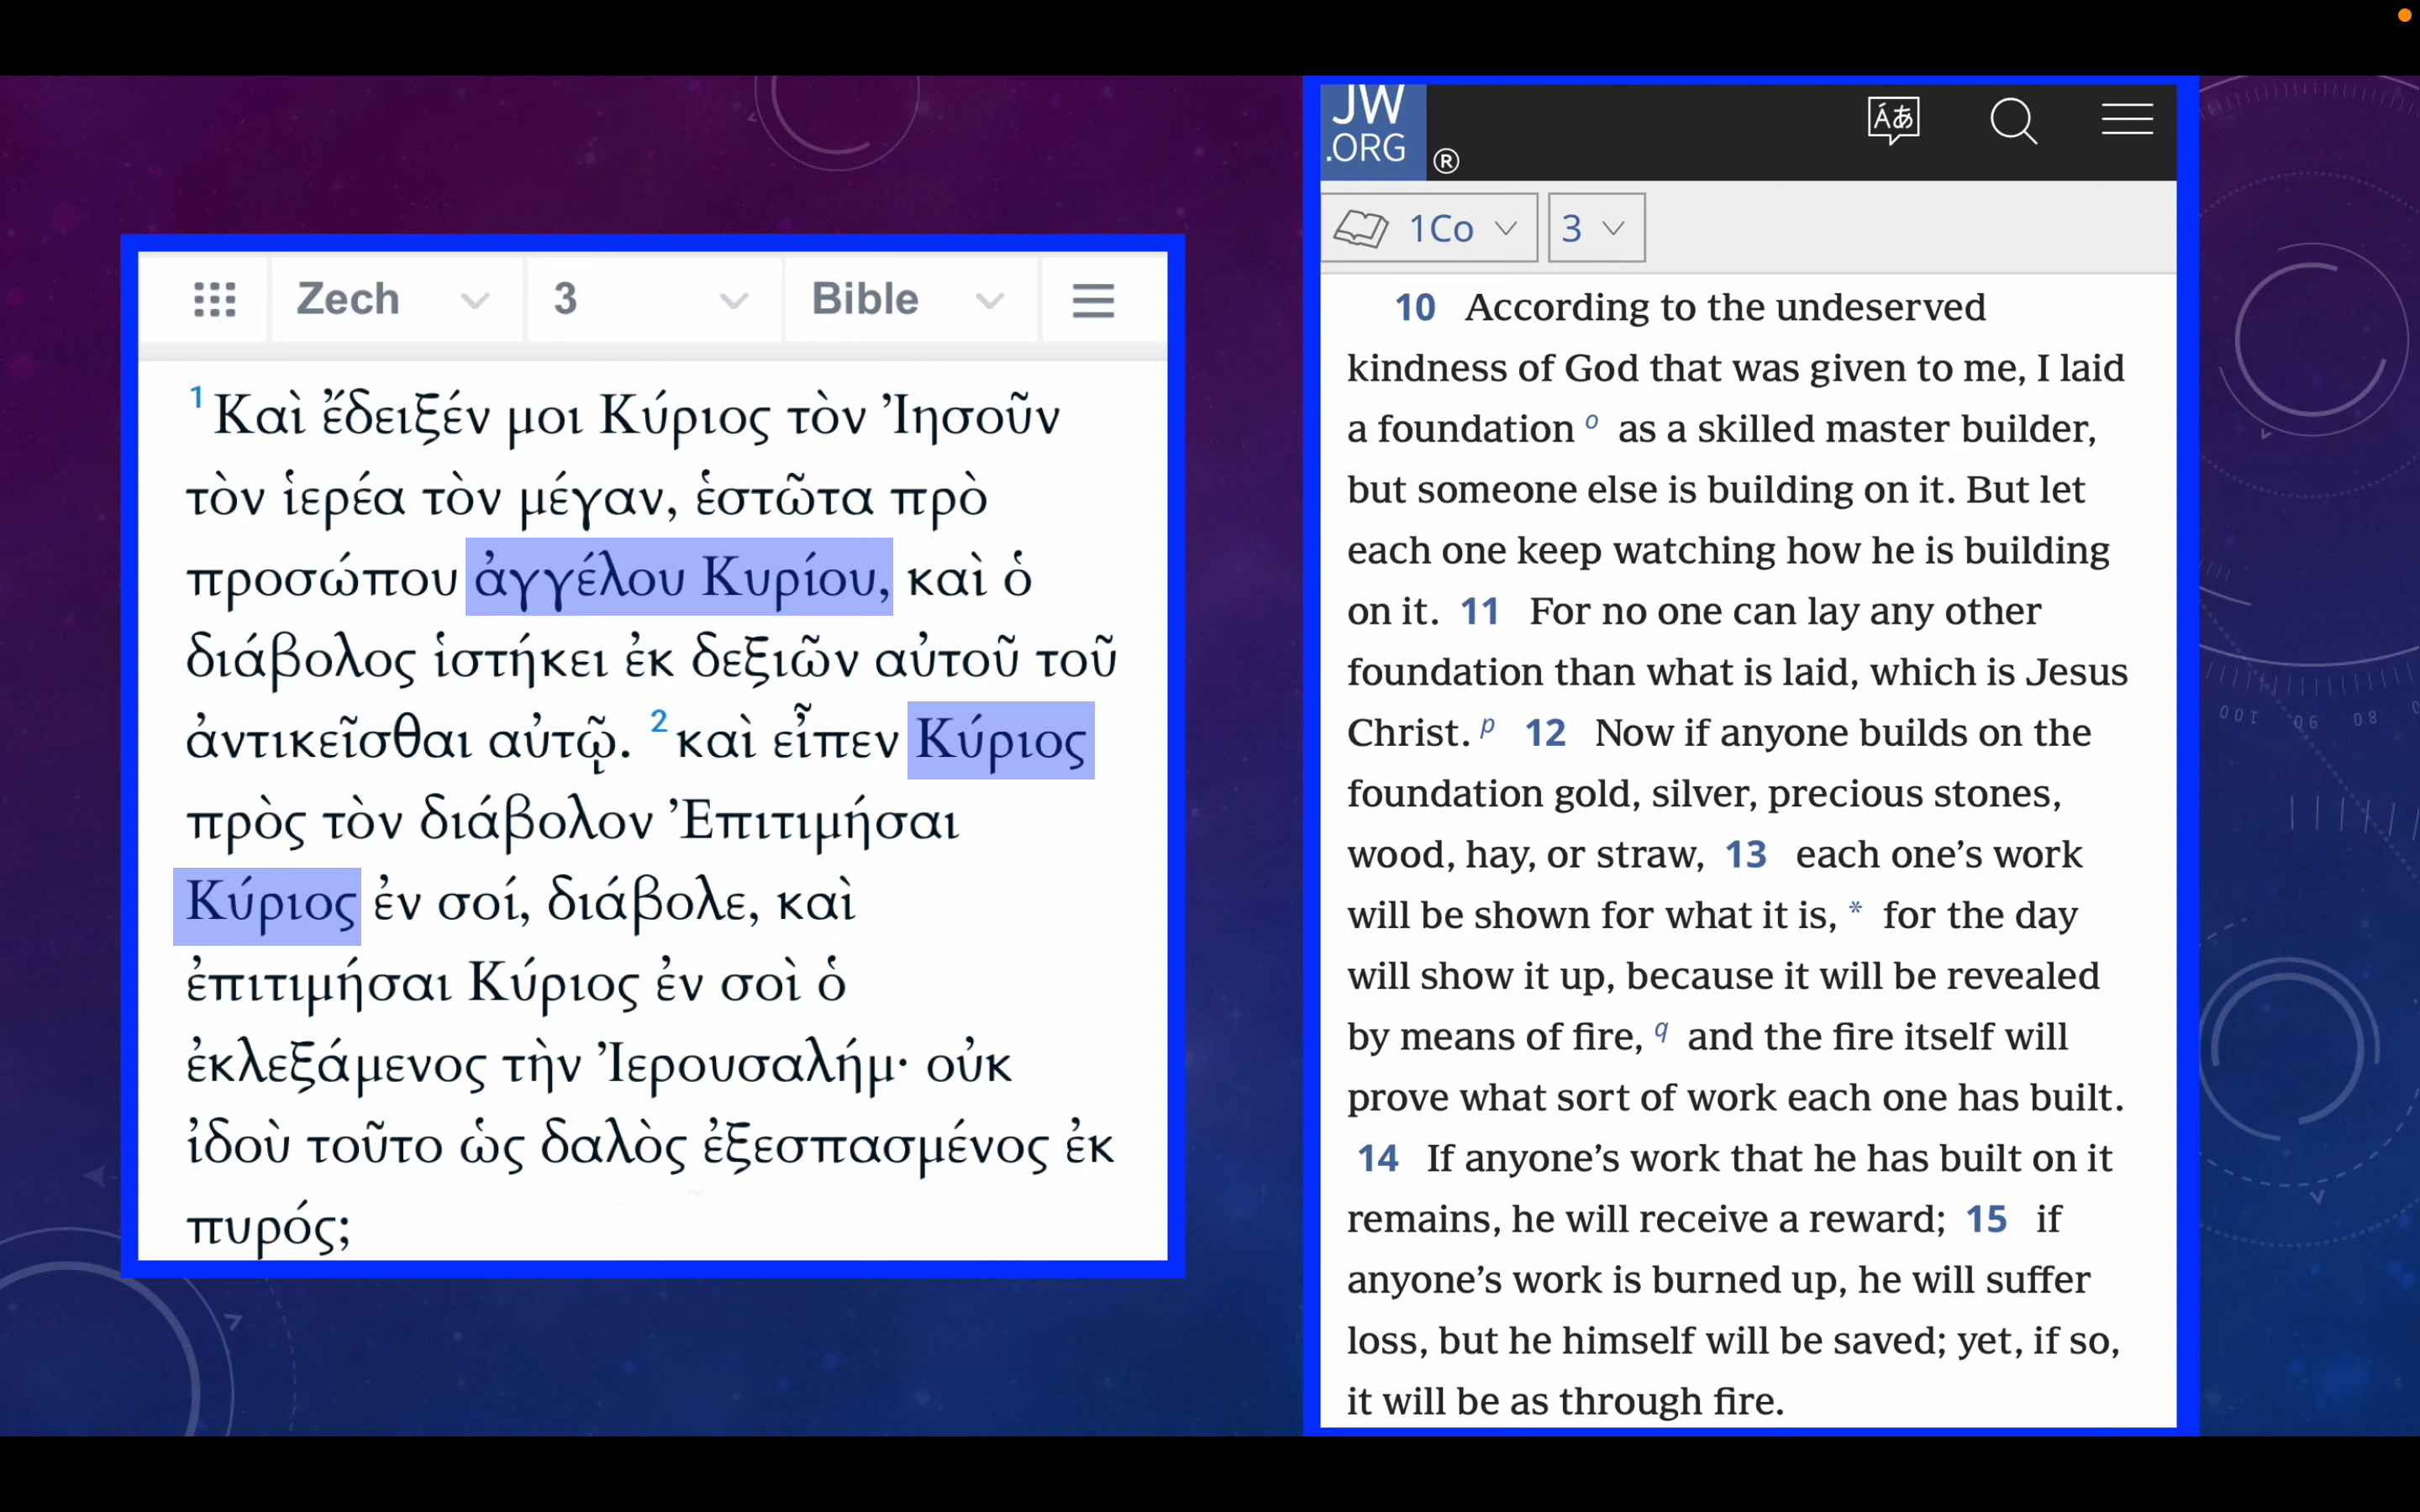 Zech 3 Bible
1 Καὶ ἔδειξέν μοι Κύριος τὸν Ἰησοῦν
τὸν ἱερέα τὸν μέγαν, ἑστῶτα πρὸ
προσώπου ἀγγέλου Κυρίου, καὶ ὁ
διάβολος ἱστήκει ἐκ δεξιῶν αὐτοῦ τοῦ
ἀντικεῖσθαι αὐτῷ. 2 καὶ εἶπεν Κύριος
πρὸς τὸν διάβολον Ἐπιτιμήσαι
Κύριος ἐν σοί, διάβολε, καὶ
ἐπιτιμήσαι Κύριος ἐν σοὶ ὁ
ἐκλεξάμενος τὴν Ἰερουσαλήμ· οὐκ
ἰδοὺ τοῦτο ὡς δαλὸς ἐξεσπασμένος ἐκ
πυρός;
JW
.ORG ®
Áあ
1Co 3
10 According to the undeserved
kindness of God that was given to me, I laid
a foundation o as a skilled master builder,
but someone else is building on it. But let
each one keep watching how he is building
on it. 11 For no one can lay any other
foundation than what is laid, which is Jesus
Christ. p 12 Now if anyone builds on the
foundation gold, silver, precious stones,
wood, hay, or straw, 13 each one’s work
will be shown for what it is, * for the day
will show it up, because it will be revealed
by means of fire, q and the fire itself will
prove what sort of work each one has built.
14 If anyone’s work that he has built on it
remains, he will receive a reward; 15 if
anyone’s work is burned up, he will suffer
loss, but he himself will be saved; yet, if so,
it will be as through fire.